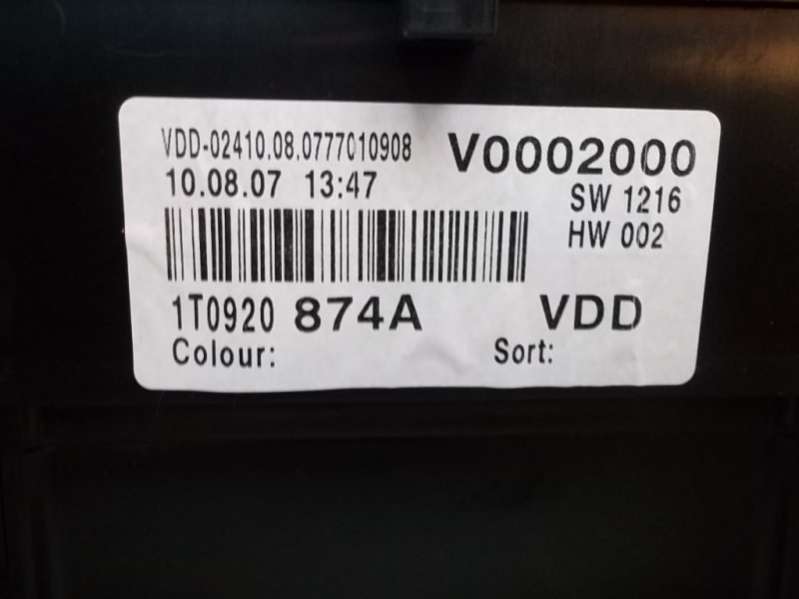 VDD-02410.08.0777010908 V0002000
10.08.07 13:47 SW 1216
HW 002
1T0920 874A VDD
Colour: Sort: